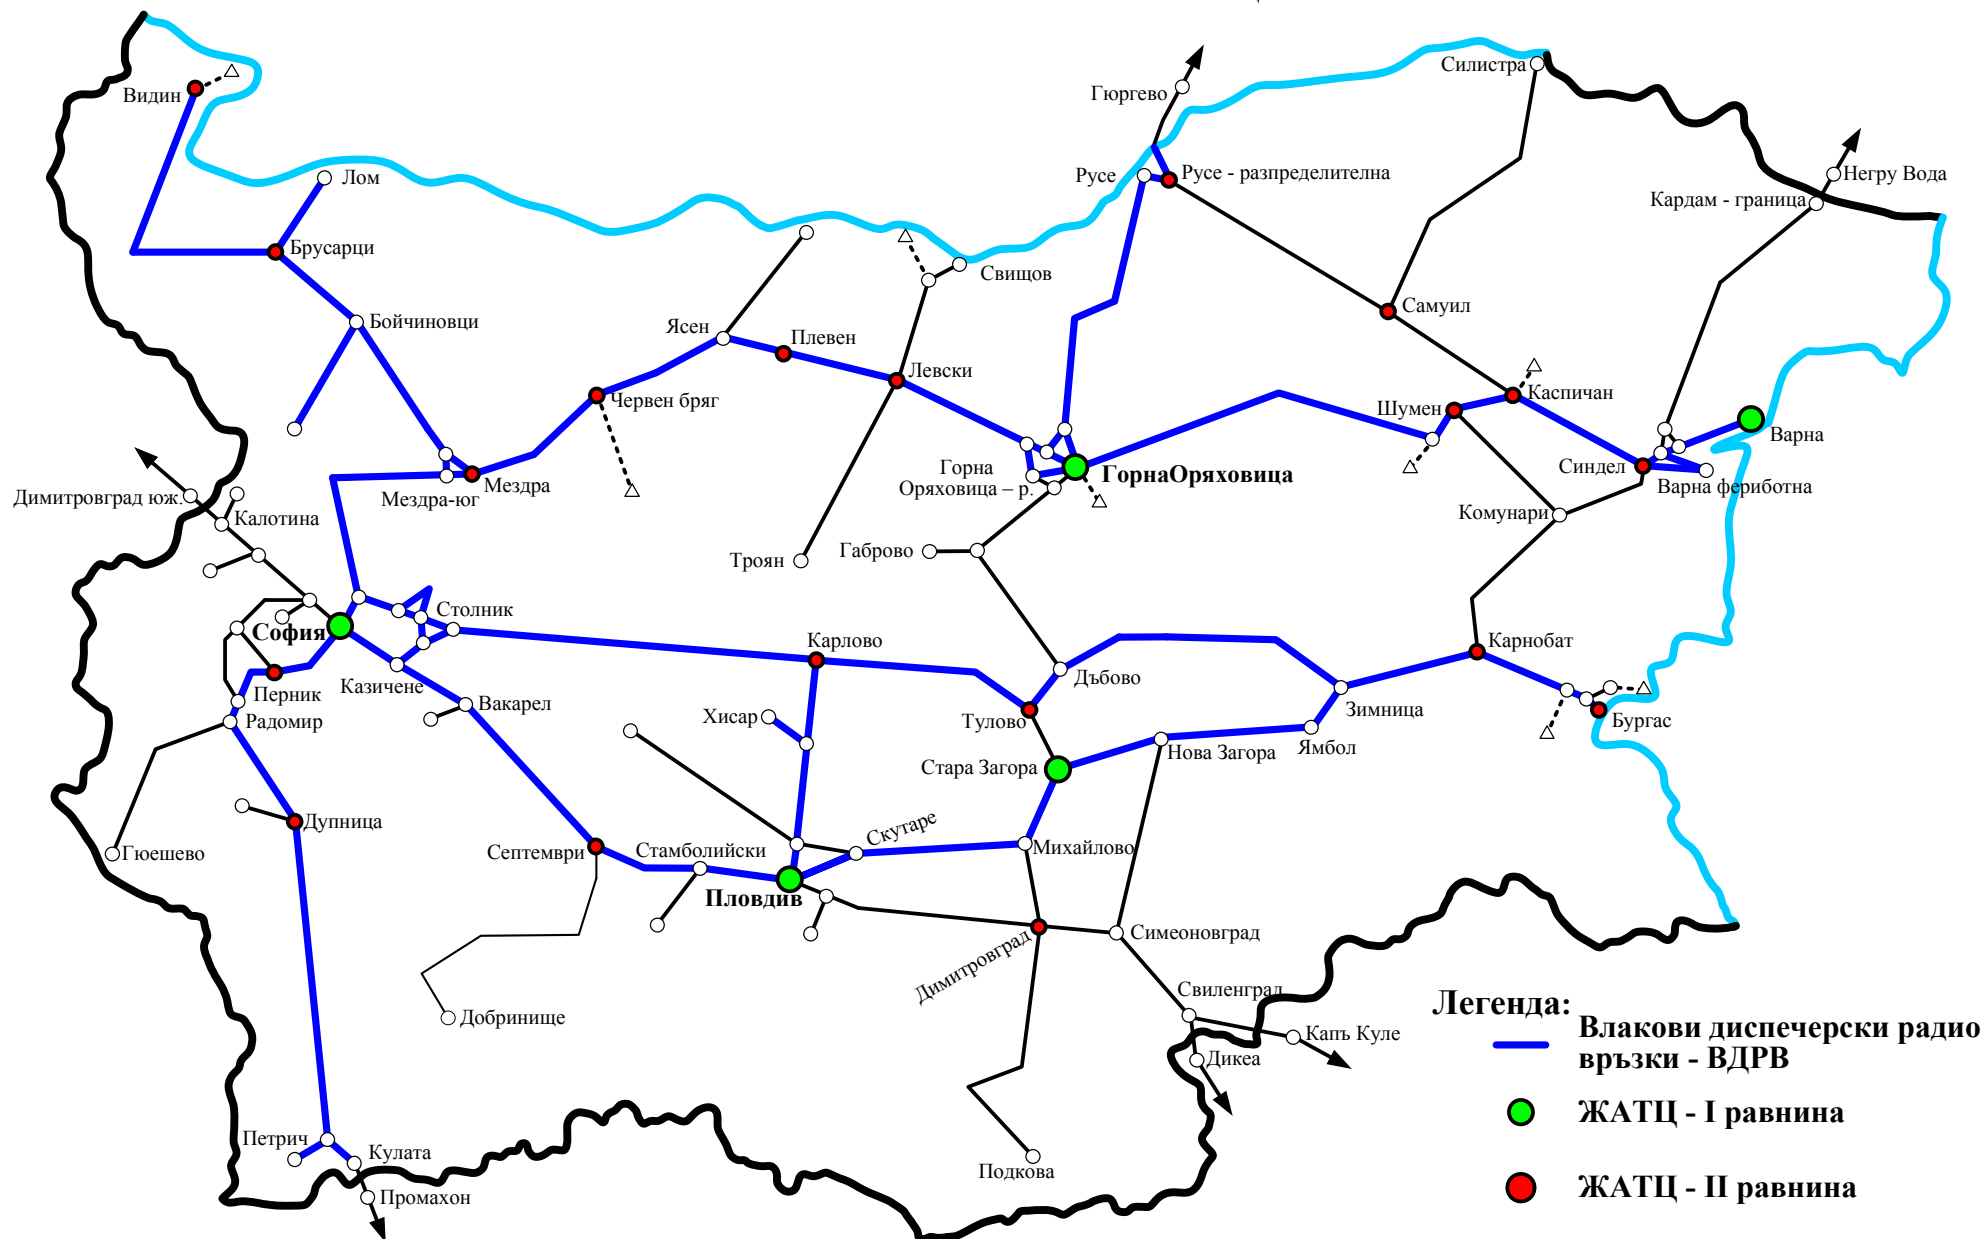 Силистра
Гюргево
Видин
Русе
Русе - разпределителна
Негру Вода
Лом
Кардам - граница
Брусарци
Свищов
Самуил
Бойчиновци
Ясен
Плевен
Левски
Каспичан
Червен бряг
Шумен
Варна
Горна
Оряховица – р.
ГорнаОряховица
Синдел
Варна фериботна
Димитровград юж.
Мездра-юг
Мездра
Калотина
Комунари
Троян
Габрово
Столник
София
Карлово
Карнобат
Перник
Казичене
Дъбово
Вакарел
Радомир
Хисар
Тулово
Зимница
Бургас
Нова Загора
Ямбол
Стара Загора
Дупница
Скутаре
Гюешево
Септември
Стамболийски
Михайлово
Пловдив
Симеоновград
Димитровград
Свиленград
Добринище
Капъ Куле
Дикеа
Петрич
Кулата
Подкова
Промахон
Легенда:
Влакови диспечерски радио
връзки - ВДРВ
ЖАТЦ - I равнина
ЖАТЦ - II равнина